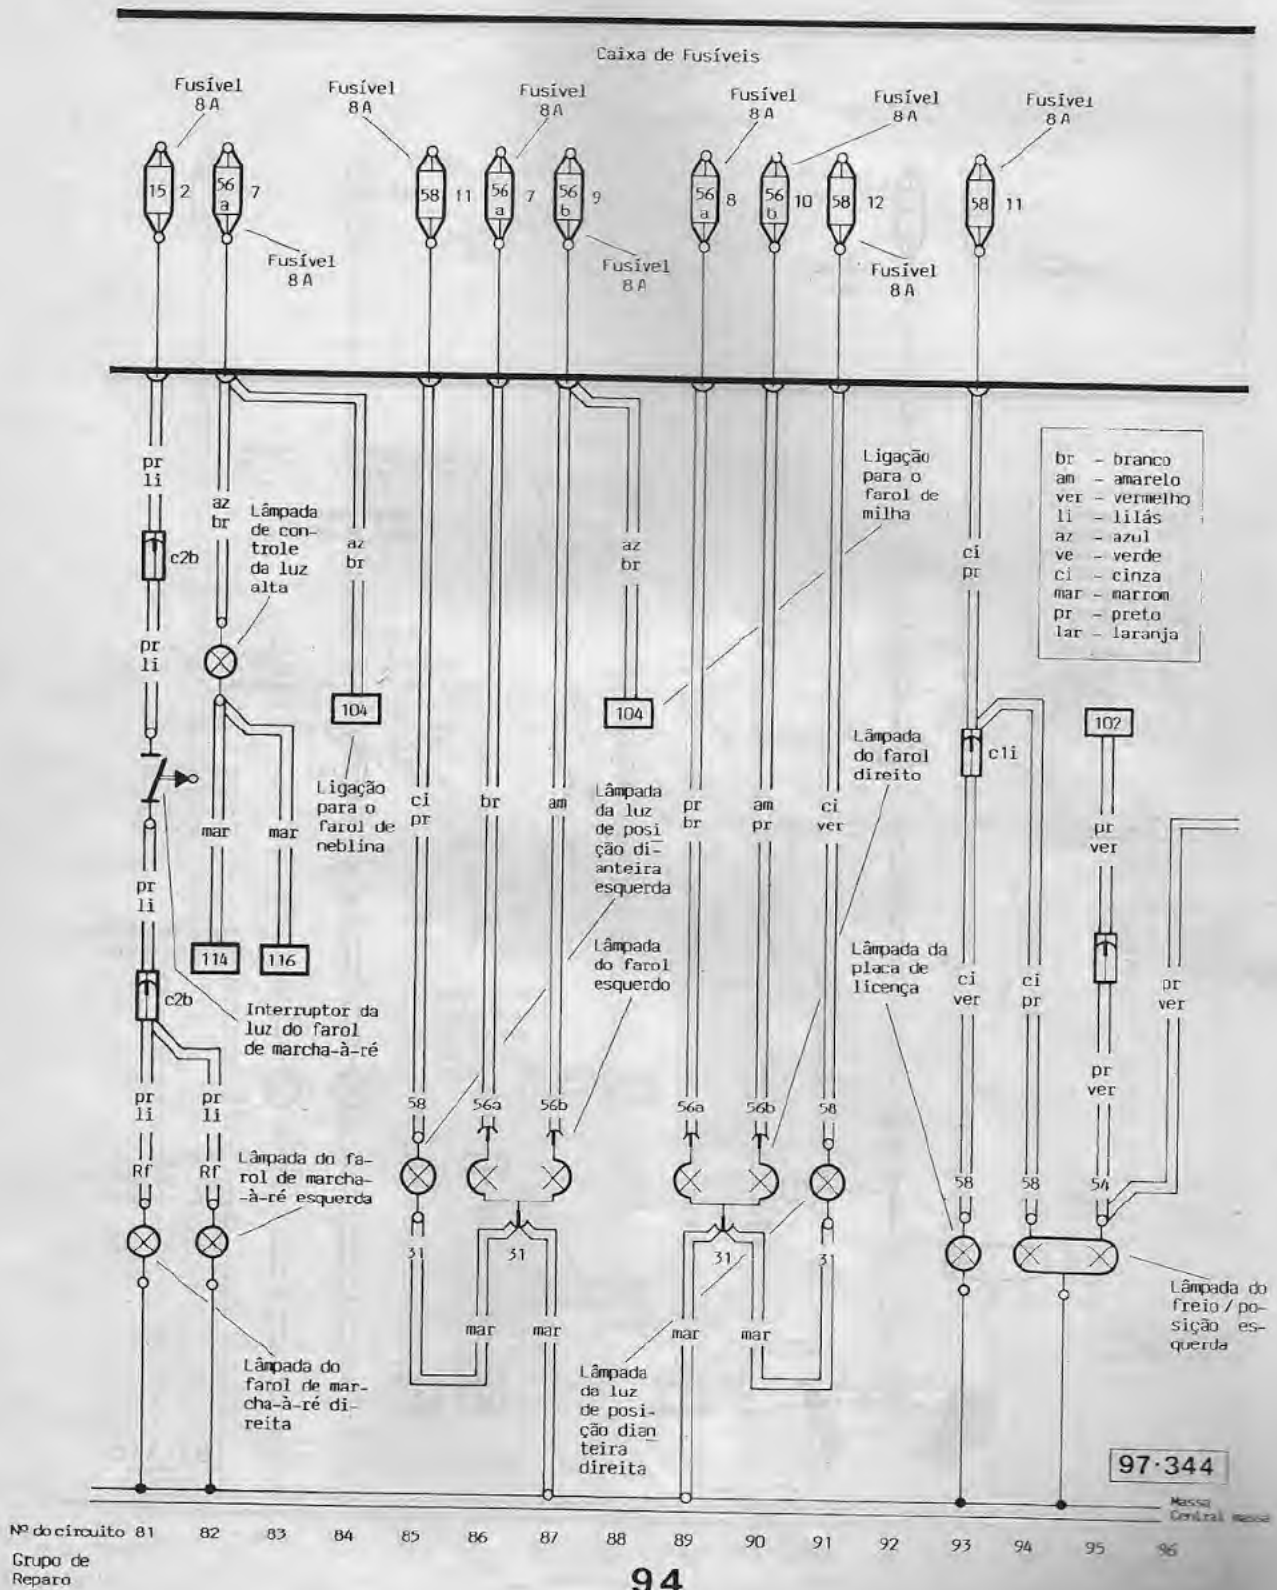 Caixa de Fusíveis
Fusível
8 A
Fusível
8 A
Fusível
8 A
Fusível
8 A
Fusível
8 A
Fusível
8 A
15 2
56
a 7
58 11
56
a 7
56
b 9
56
a 8
56
b 10
58 12
58 11
Fusível
8 A
Fusível
8 A
Fusível
8 A
br - branco
am - amarelo
ver - vermelho
li - lilás
az - azul
ve - verde
ci - cinza
mar - marrom
pr - preto
lar - laranja
Ligação
para o
farol de
milha
pr
li
c2b
az
br
Lâmpada
de con-
trole
da luz
alta
az
br
az
br
ci
pr
pr
li
104
104
102
c1i
Lâmpada
do farol
direito
Ligação
para o
farol de
neblina
mar
mar
ci
pr
br
am
Lâmpada
da luz
de posi
ção di-
anteira
esquerda
pr
br
am
pr
ci
ver
pr
ver
pr
li
114
116
c2b
Interruptor da
luz do farol
de marcha-à-ré
Lâmpada
do farol
esquerdo
Lâmpada da
placa de
licença
ci
ver
ci
pr
pr
ver
pr
ver
pr
li
pr
li
Rf
Rf
58
56a
56b
56a
56b
58
58
58
54
Lâmpada do fa-
rol de marcha-
-à-ré esquerda
31
31
31
31
mar
mar
mar
mar
Lâmpada do
freio / po-
sição es-
querda
Lâmpada do
farol de mar-
cha-à-ré di-
reita
Lâmpada
da luz
de posi-
ção dian
teira
direita
97·344
Massa
Central massa
Nº do circuito 81 82 83 84 85 86 87 88 89 90 91 92 93 94 95 96
Grupo de
Reparo
94